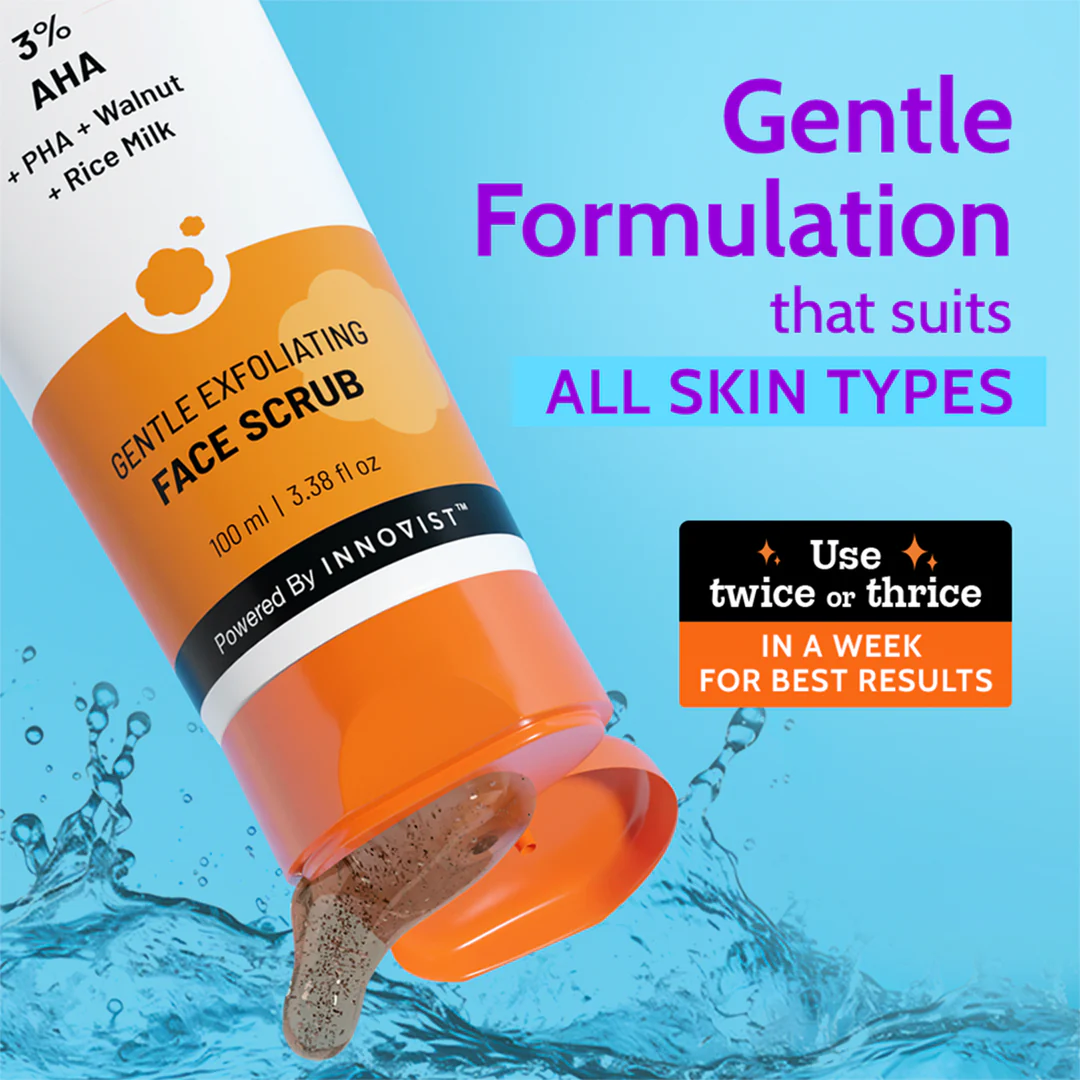 3%
AHA
+ PHA + Walnut
+ Rice Milk
GENTLE EXFOLIATING
FACE SCRUB
100 ml | 3.38 fl oz
Powered By INNOVIST™
Gentle
Formulation
that suits
ALL SKIN TYPES
Use
twice or thrice
IN A WEEK
FOR BEST RESULTS